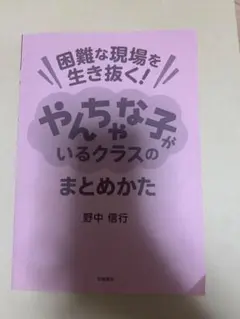 困難な現場を
生き抜く!
やんちゃな子が
いるクラスの
まとめかた
野中 信行